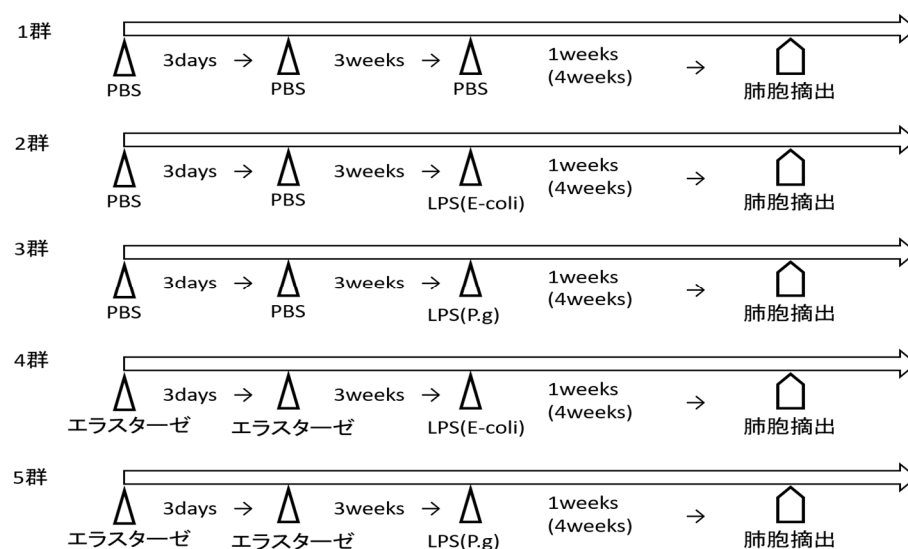 1群
3days → 3weeks → 1weeks (4weeks) →
PBS PBS PBS 肺胞摘出
2群
3days → 3weeks → 1weeks (4weeks) →
PBS PBS LPS(E-coli) 肺胞摘出
3群
3days → 3weeks → 1weeks (4weeks) →
PBS PBS LPS(P.g) 肺胞摘出
4群
3days → 3weeks → 1weeks (4weeks) →
エラスターゼ エラスターゼ LPS(E-coli) 肺胞摘出
5群
3days → 3weeks → 1weeks (4weeks) →
エラスターゼ エラスターゼ LPS(P.g) 肺胞摘出